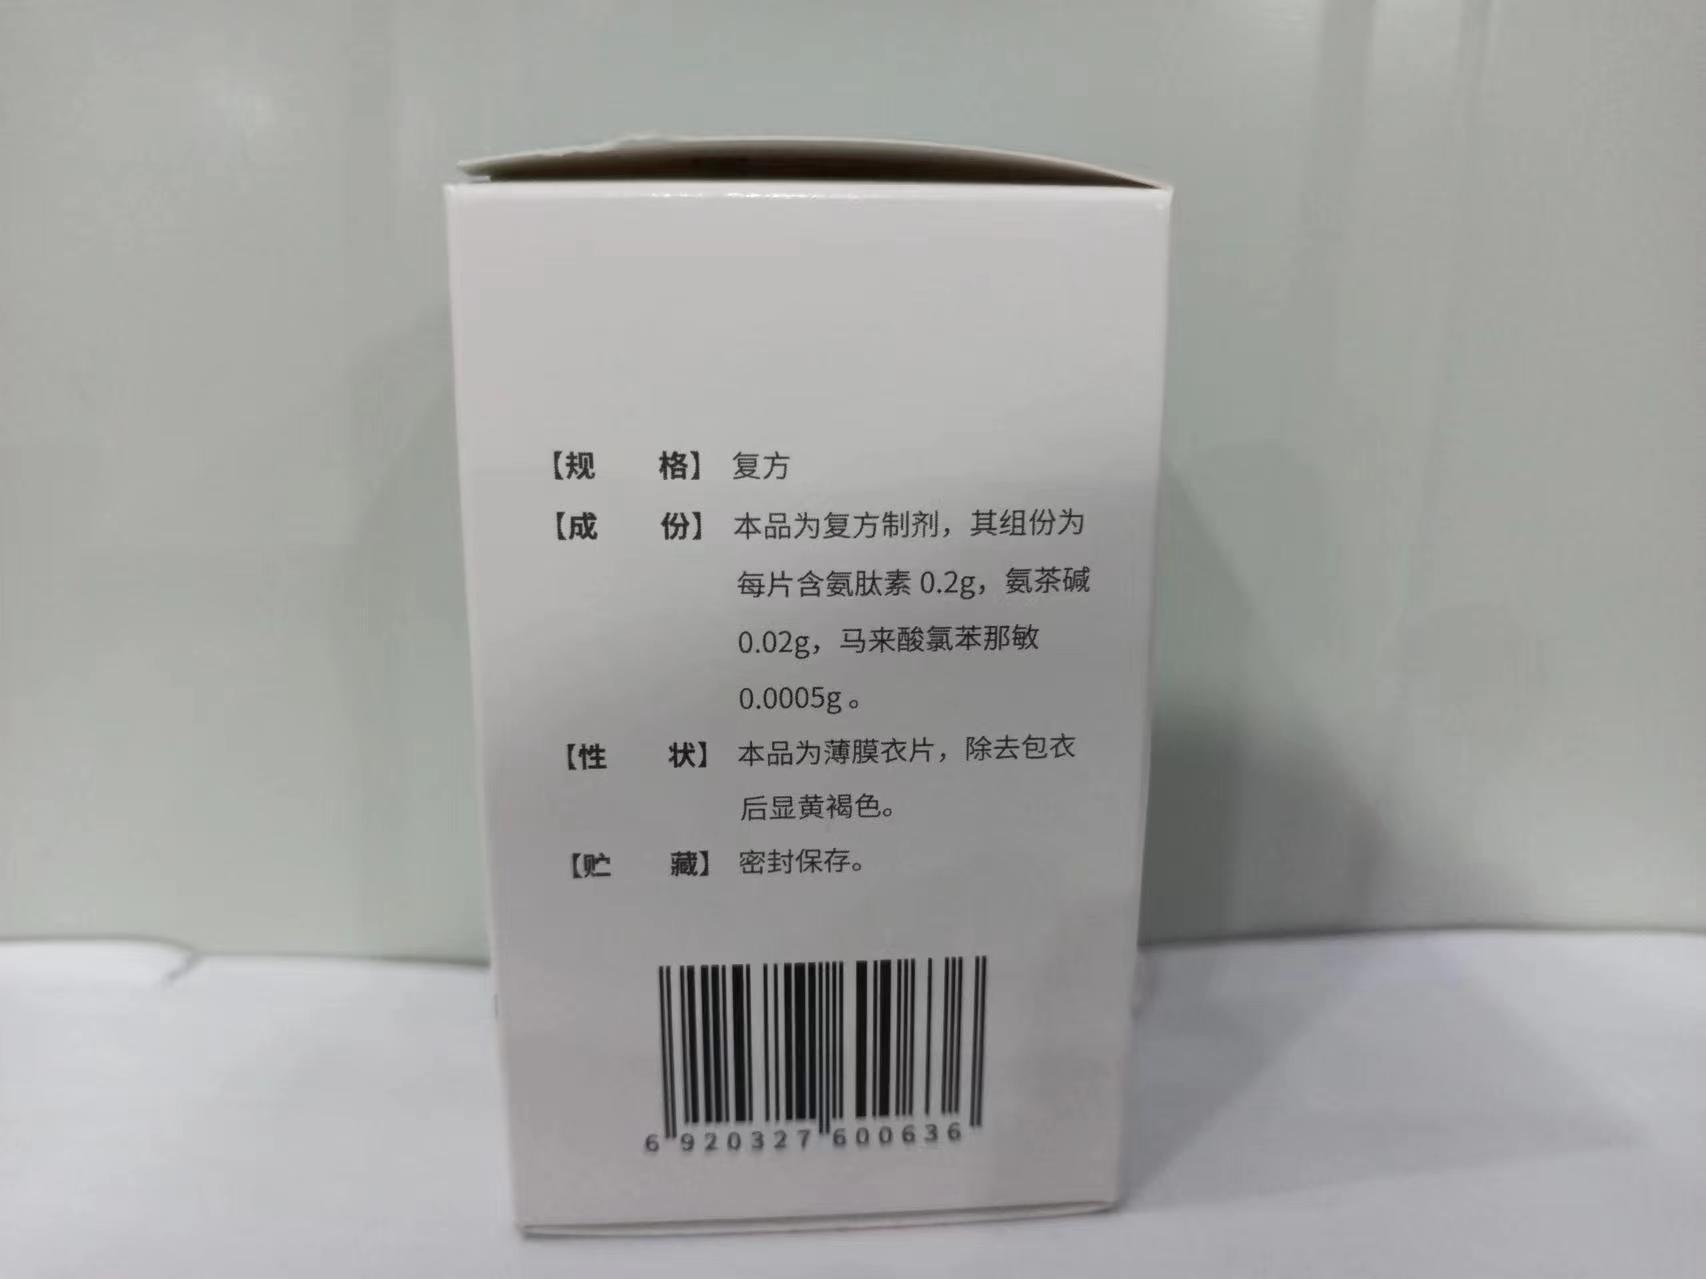 【规 格】 复方
【成 份】 本品为复方制剂，其组份为
每片含氨肽素 0.2g，氨茶碱
0.02g，马来酸氯苯那敏
0.0005g。
【性 状】 本品为薄膜衣片，除去包衣
后显黄褐色。
【贮 藏】 密封保存。
6 920327 600636